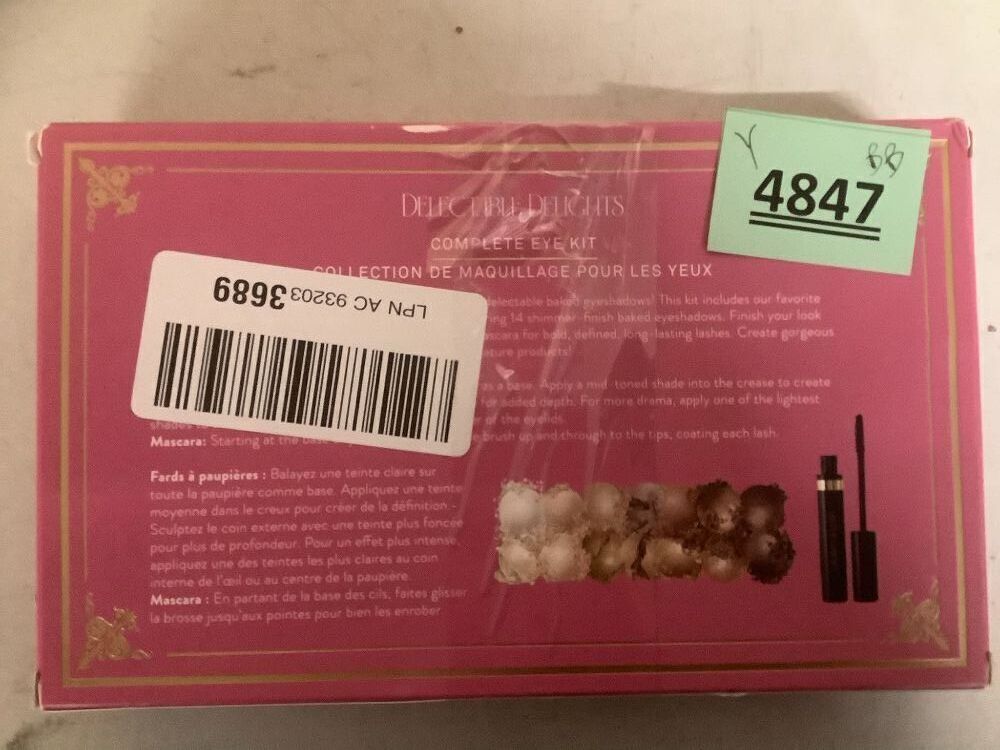 Y BB
4847
DELECTABLE DELIGHTS
COMPLETE EYE KIT
COLLECTION DE MAQUILLAGE POUR LES YEUX
LPN AC 93203 3689
delectable baked eyeshadows! This kit includes our favorite
14 shimmer-finish baked eyeshadows. Finish your look
for bold, defined, long-lasting lashes. Create gorgeous
products!
as a base. Apply a mid-toned shade into the crease to create
for added depth. For more drama, apply one of the lightest
shades to of the eyelids.
Mascara: Starting at the base brush up and through to the tips, coating each lash.
Fards à paupières : Balayez une teinte claire sur
toute la paupière comme base. Appliquez une teinte
moyenne dans le creux pour créer de la définition.
Sculptez le coin externe avec une teinte plus foncée
pour plus de profondeur. Pour un effet plus intense,
appliquez une des teintes les plus claires au coin
interne de l'œil ou au centre de la paupière.
Mascara : En partant de la base des cils, faites glisser
la brosse jusqu'aux pointes pour bien les enrober.